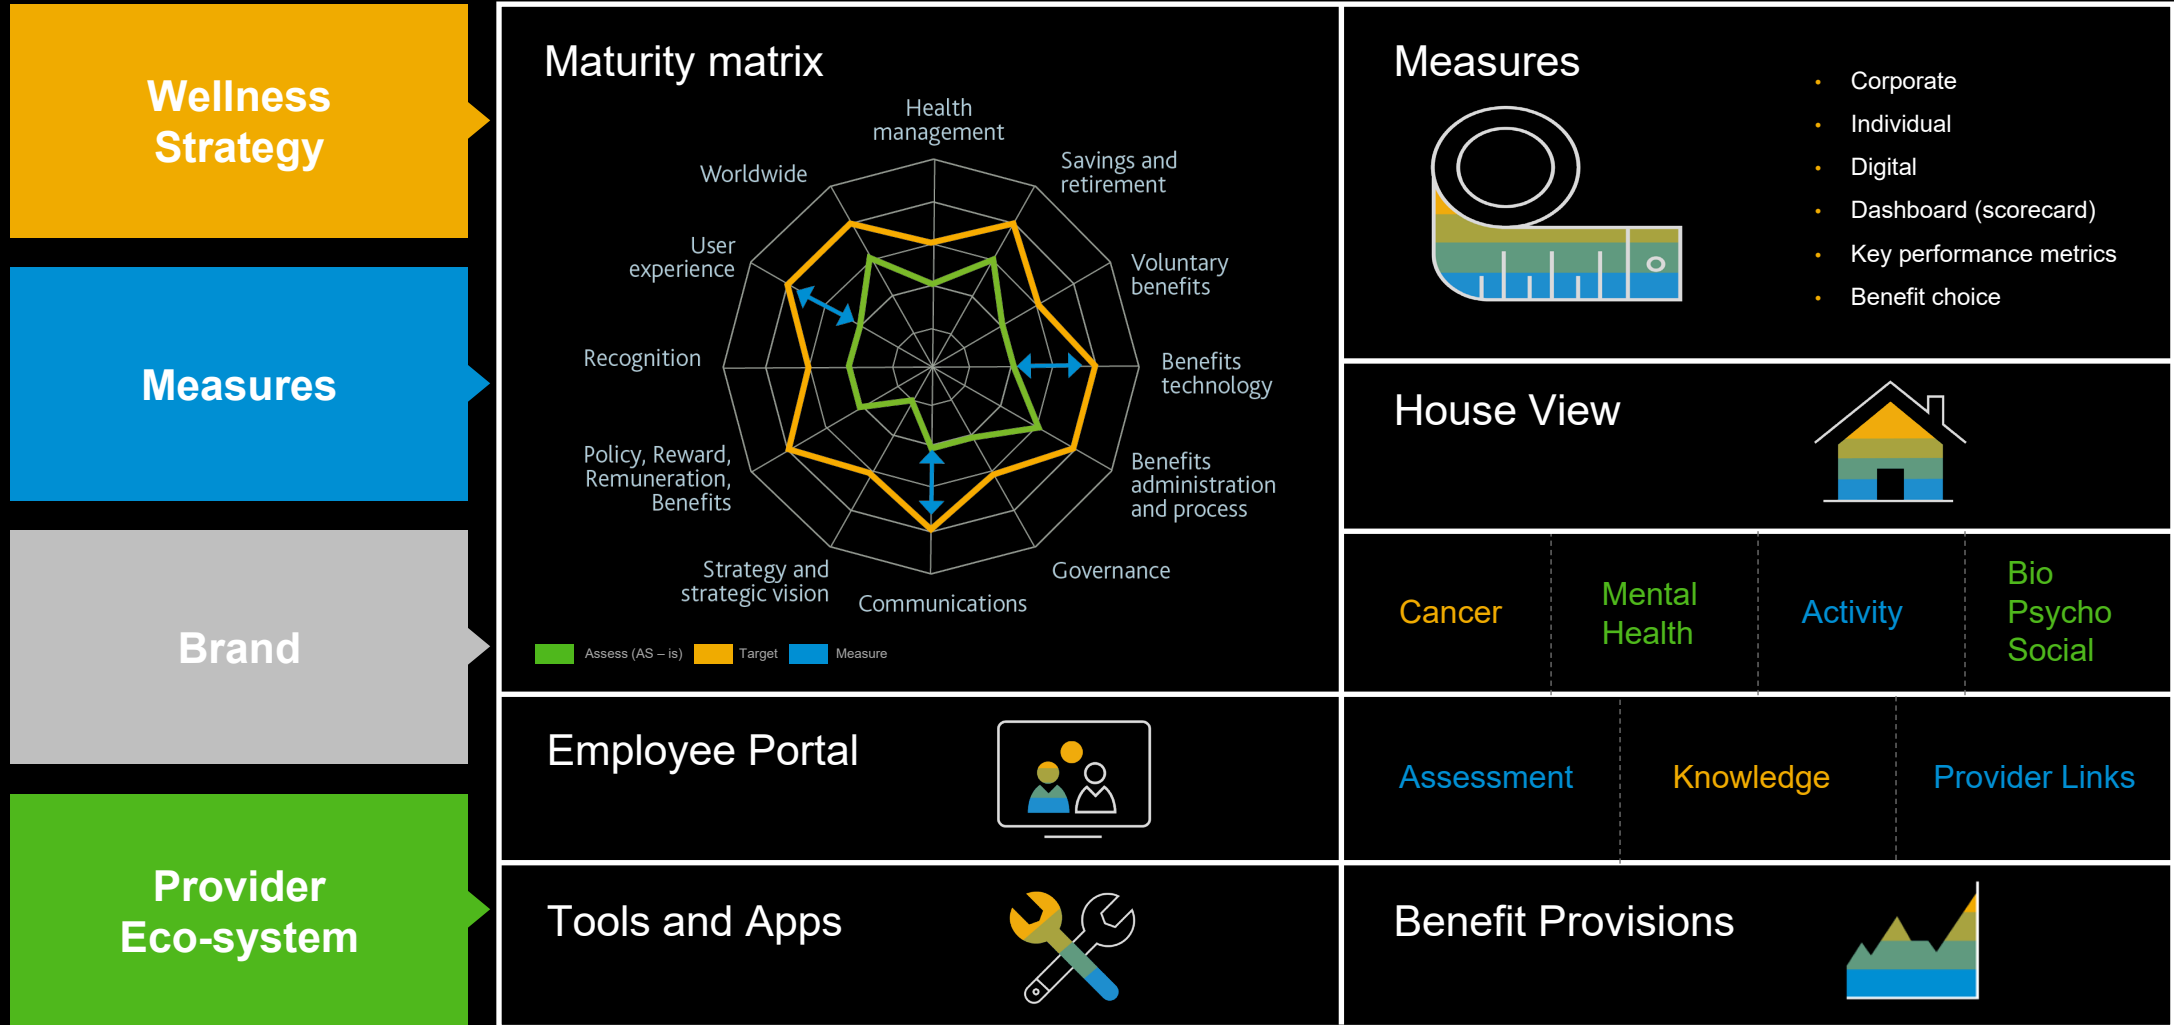 Wellness
Strategy
Measures
Brand
Provider
Eco-system
Maturity matrix
Health
management
Savings and
retirement
Voluntary
benefits
Benefits
technology
Benefits
administration
and process
Governance
Communications
Strategy and
strategic vision
Policy, Reward,
Remuneration,
Benefits
Recognition
User
experience
Worldwide
Assess (AS – is)
Target
Measure
Measures
• Corporate
• Individual
• Digital
• Dashboard (scorecard)
• Key performance metrics
• Benefit choice
House View
Cancer
Mental
Health
Activity
Bio
Psycho
Social
Employee Portal
Assessment
Knowledge
Provider Links
Tools and Apps
Benefit Provisions